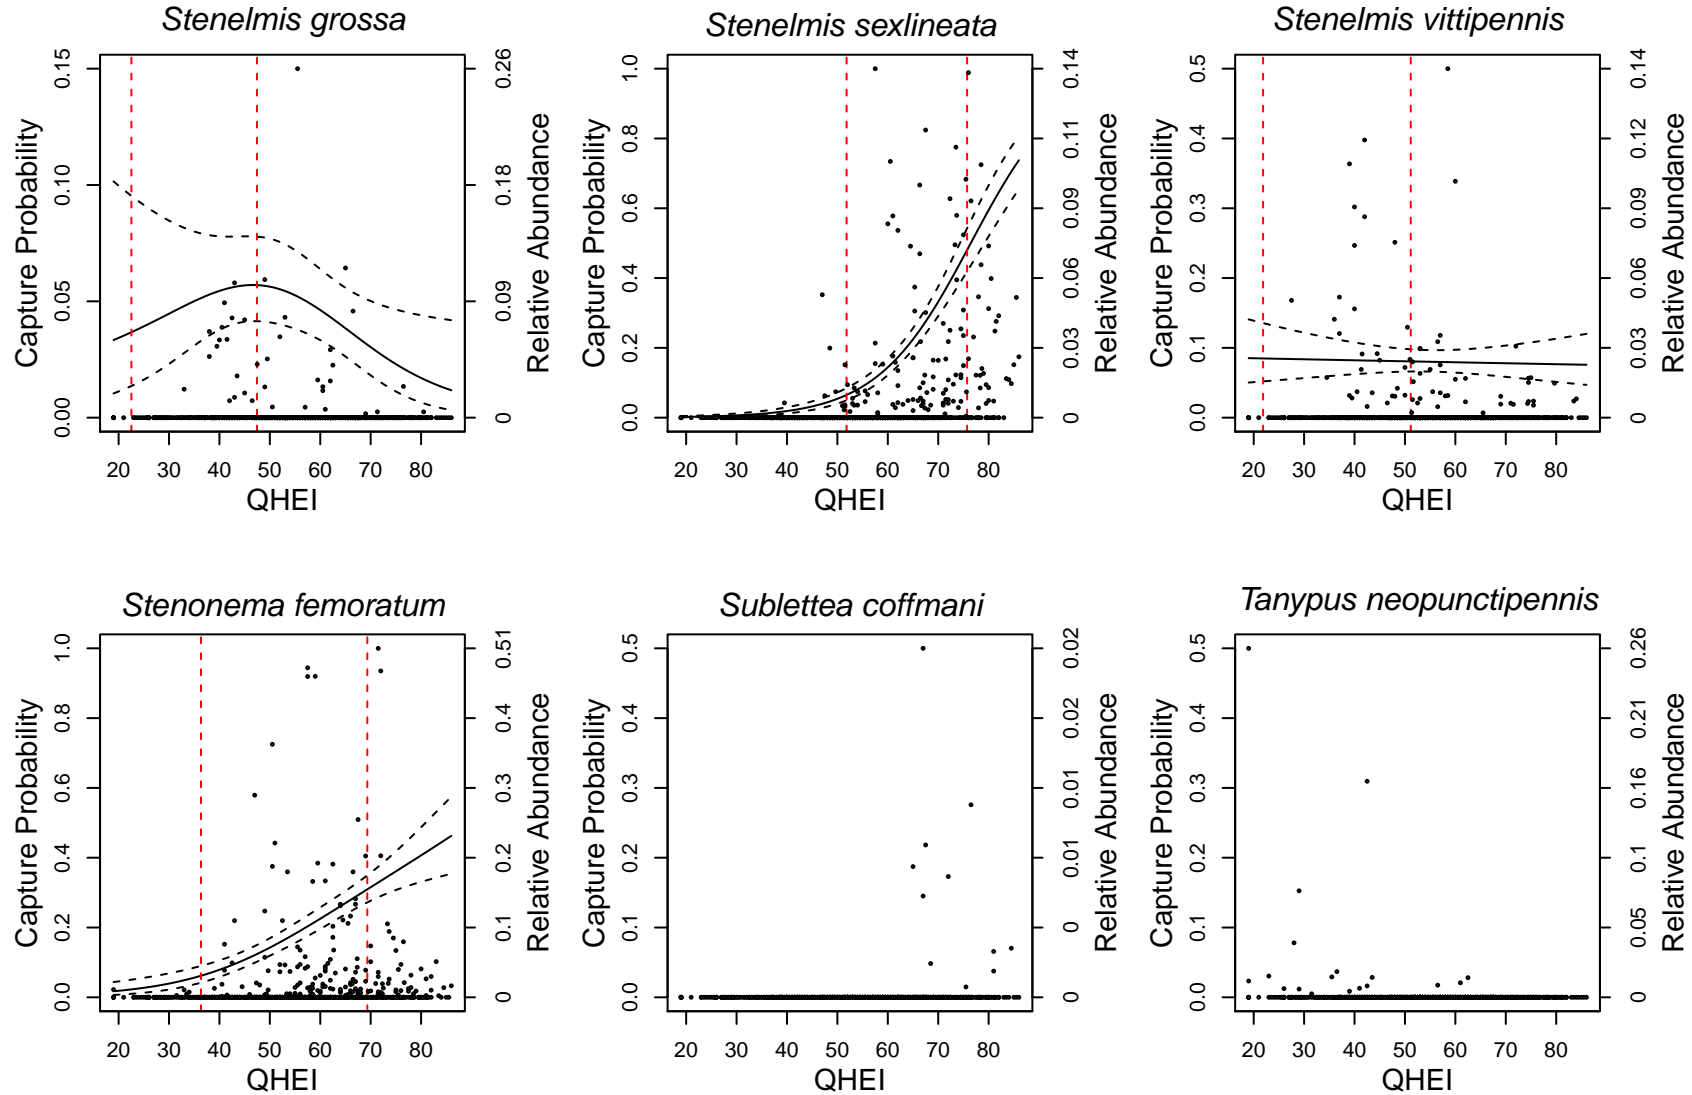 Stenelmis grossa
Capture Probability
0.00 0.05 0.10 0.15
0 0.09 0.18 0.26
Relative Abundance
20 30 40 50 60 70 80
QHEI
Stenelmis sexlineata
Capture Probability
0.0 0.2 0.4 0.6 0.8 1.0
0 0.03 0.06 0.09 0.11 0.14
Relative Abundance
20 30 40 50 60 70 80
QHEI
Stenelmis vittipennis
Capture Probability
0.0 0.1 0.2 0.3 0.4 0.5
0 0.03 0.06 0.09 0.12 0.14
Relative Abundance
20 30 40 50 60 70 80
QHEI
Stenonema femoratum
Capture Probability
0.0 0.2 0.4 0.6 0.8 1.0
0 0.1 0.2 0.3 0.4 0.51
Relative Abundance
20 30 40 50 60 70 80
QHEI
Sublettea coffmani
Capture Probability
0.0 0.1 0.2 0.3 0.4 0.5
0 0 0.01 0.01 0.02 0.02
Relative Abundance
20 30 40 50 60 70 80
QHEI
Tanypus neopunctipennis
Capture Probability
0.0 0.1 0.2 0.3 0.4 0.5
0 0.05 0.1 0.16 0.21 0.26
Relative Abundance
20 30 40 50 60 70 80
QHEI